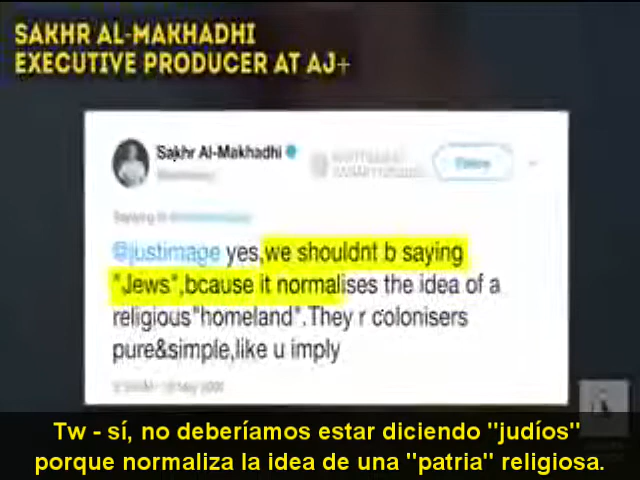 SAKHR AL-MAKHADHI
EXECUTIVE PRODUCER AT AJ+
Sakhr Al-Makhadhi
@justimage yes,we shouldnt b saying
"Jews",bcause it normalises the idea of a
religious"homeland".They r colonisers
pure&simple,like u imply
Tw - sí, no deberíamos estar diciendo "judíos"
porque normaliza la idea de una "patria" religiosa.